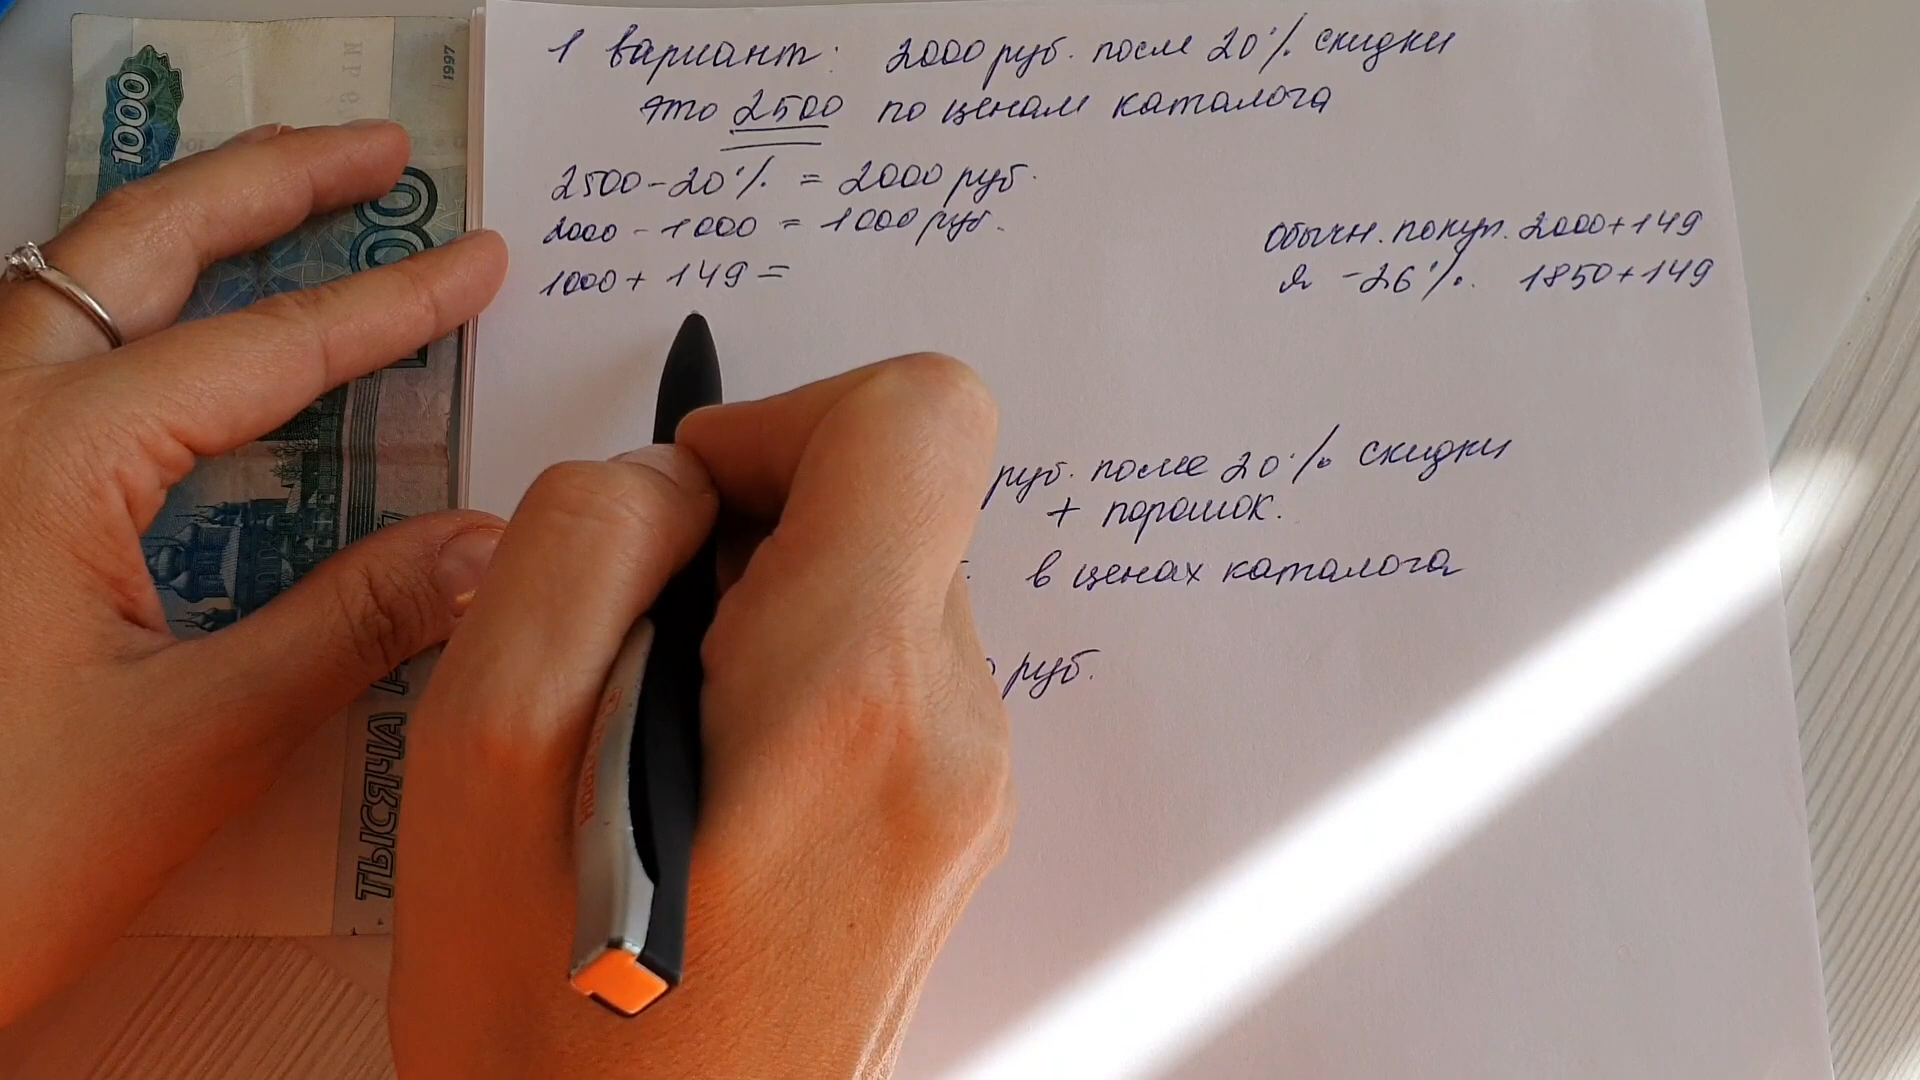 1 вариант: 2000 руб. после 20% скидки
это 2500 по ценам каталога
2500 - 20% = 2000 руб.
2000 - 1000 = 1000 руб.
1000 + 149 =
Обычн. покуп. 2000 + 149
Я -26%. 1850 + 149
руб. после 20% скидки
+ порошок.
в ценах каталога
руб.
1000
1997
ТЫСЯЧА